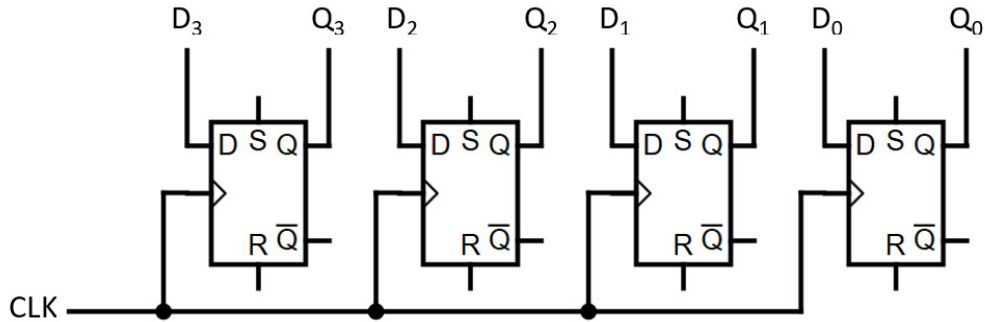 D₃ Q₃ D₂ Q₂ D₁ Q₁ D₀ Q₀
D S Q D S Q D S Q D S Q
R Q̅ R Q̅ R Q̅ R Q̅
CLK